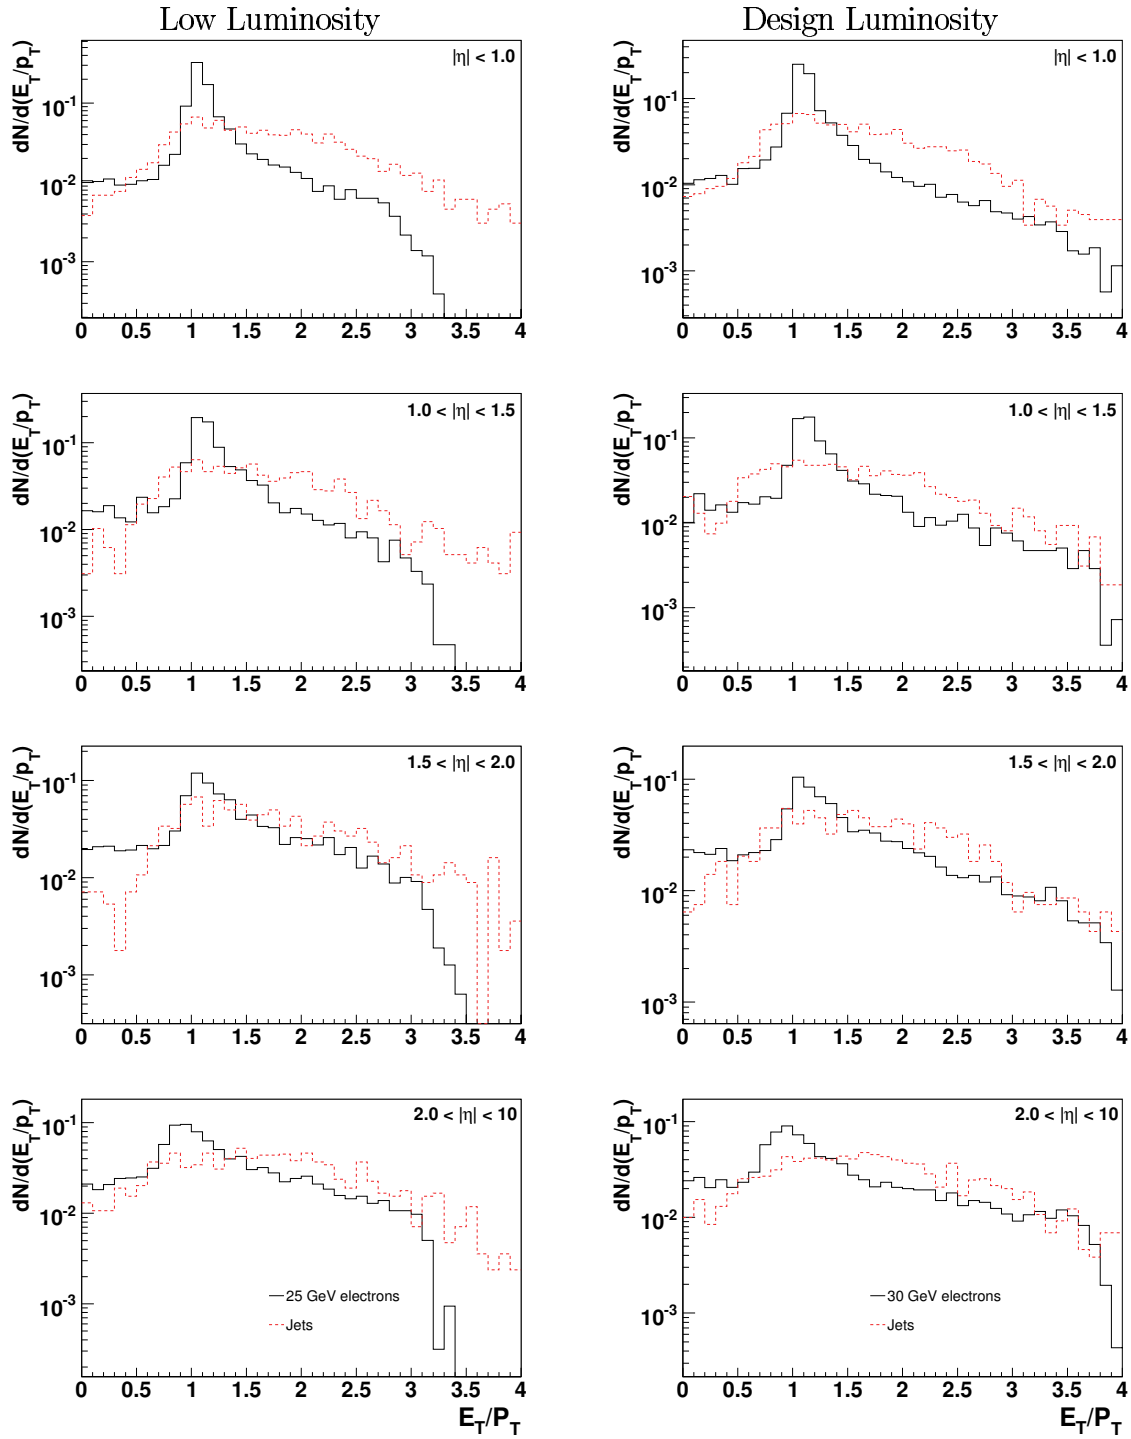 Low Luminosity
Design Luminosity
dN/d(E_T/p_T)
10^-1
10^-2
10^-3
|η| < 1.0
0 0.5 1 1.5 2 2.5 3 3.5 4
dN/d(E_T/p_T)
10^-1
10^-2
10^-3
|η| < 1.0
0 0.5 1 1.5 2 2.5 3 3.5 4
dN/d(E_T/p_T)
10^-1
10^-2
10^-3
1.0 < |η| < 1.5
0 0.5 1 1.5 2 2.5 3 3.5 4
dN/d(E_T/p_T)
10^-1
10^-2
10^-3
1.0 < |η| < 1.5
0 0.5 1 1.5 2 2.5 3 3.5 4
dN/d(E_T/p_T)
10^-1
10^-2
10^-3
1.5 < |η| < 2.0
0 0.5 1 1.5 2 2.5 3 3.5 4
dN/d(E_T/p_T)
10^-1
10^-2
10^-3
1.5 < |η| < 2.0
0 0.5 1 1.5 2 2.5 3 3.5 4
dN/d(E_T/p_T)
10^-1
10^-2
10^-3
2.0 < |η| < 10
25 GeV electrons
Jets
0 0.5 1 1.5 2 2.5 3 3.5 4
E_T/P_T
dN/d(E_T/p_T)
10^-1
10^-2
10^-3
2.0 < |η| < 10
30 GeV electrons
Jets
0 0.5 1 1.5 2 2.5 3 3.5 4
E_T/P_T